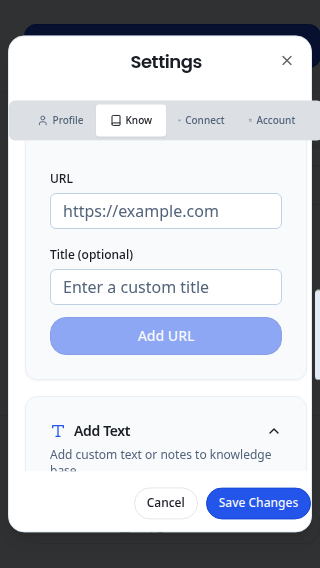 Settings
Profile
Know
Connect
Account
URL
https://example.com
Title (optional)
Enter a custom title
Add URL
Add Text
Add custom text or notes to knowledge
base
Cancel
Save Changes